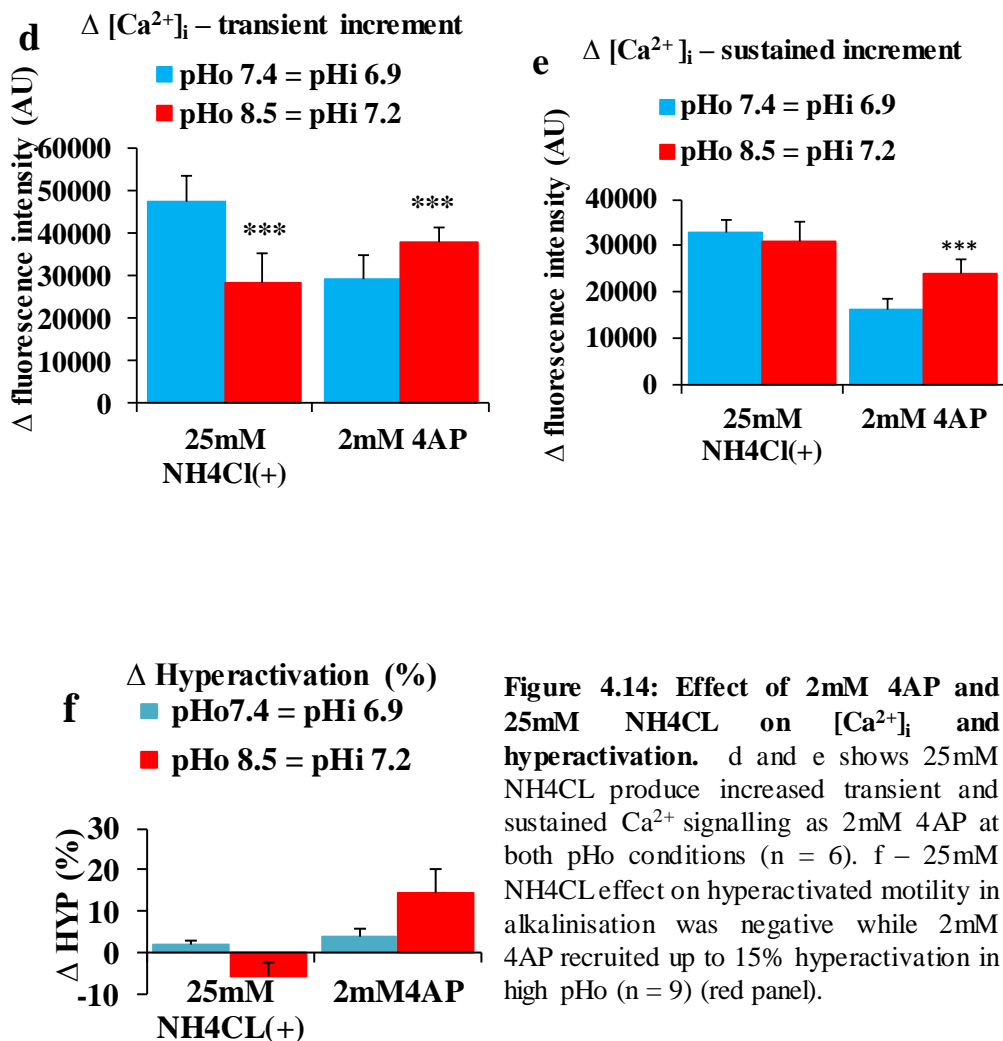 d
Δ [Ca²⁺]ᵢ – transient increment
pHo 7.4 = pHi 6.9
pHo 8.5 = pHi 7.2
Δ fluorescence intensity (AU)
60000
50000
40000
30000
20000
10000
0
***
***
25mM
NH4Cl(+)
2mM 4AP
e
Δ [Ca²⁺]ᵢ – sustained increment
pHo 7.4 = pHi 6.9
pHo 8.5 = pHi 7.2
Δ fluorescence intensity (AU)
40000
30000
20000
10000
0
***
25mM
NH4Cl(+)
2mM 4AP
f
Δ Hyperactivation (%)
pHo7.4 = pHi 6.9
pHo 8.5 = pHi 7.2
Δ HYP (%)
30
20
10
0
-10
25mM
NH4CL(+)
2mM4AP
Figure 4.14: Effect of 2mM 4AP and
25mM NH4CL on [Ca²⁺]ᵢ and
hyperactivation. d and e shows 25mM
NH4CL produce increased transient and
sustained Ca²⁺ signalling as 2mM 4AP at
both pHo conditions (n = 6). f – 25mM
NH4CL effect on hyperactivated motility in
alkalinisation was negative while 2mM
4AP recruited up to 15% hyperactivation in
high pHo (n = 9) (red panel).